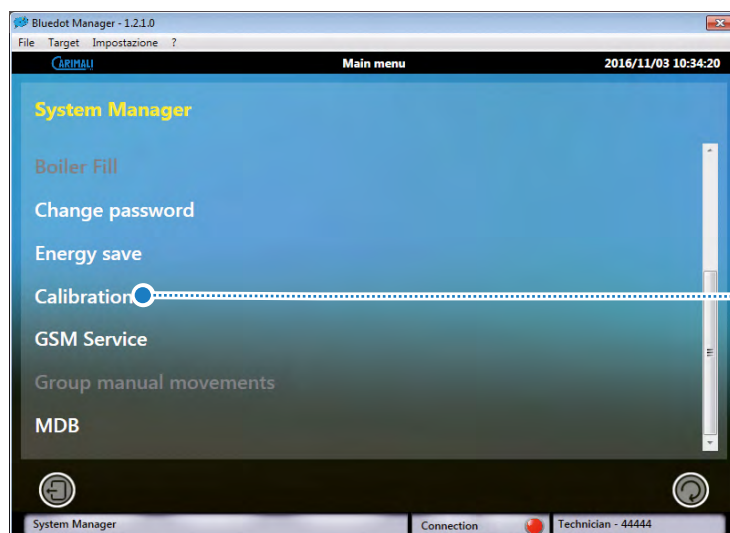 Bluedot Manager - 1.2.1.0
File Target Impostazione ?
CARIMALI Main menu 2016/11/03 10:34:20
System Manager
Boiler Fill
Change password
Energy save
Calibration
GSM Service
Group manual movements
MDB
System Manager Connection Technician - 44444